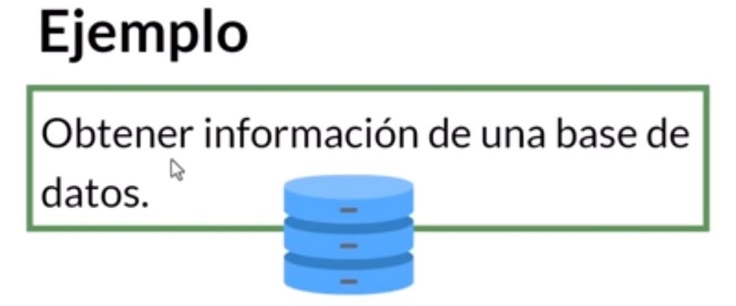 Ejemplo
Obtener información de una base de
datos.